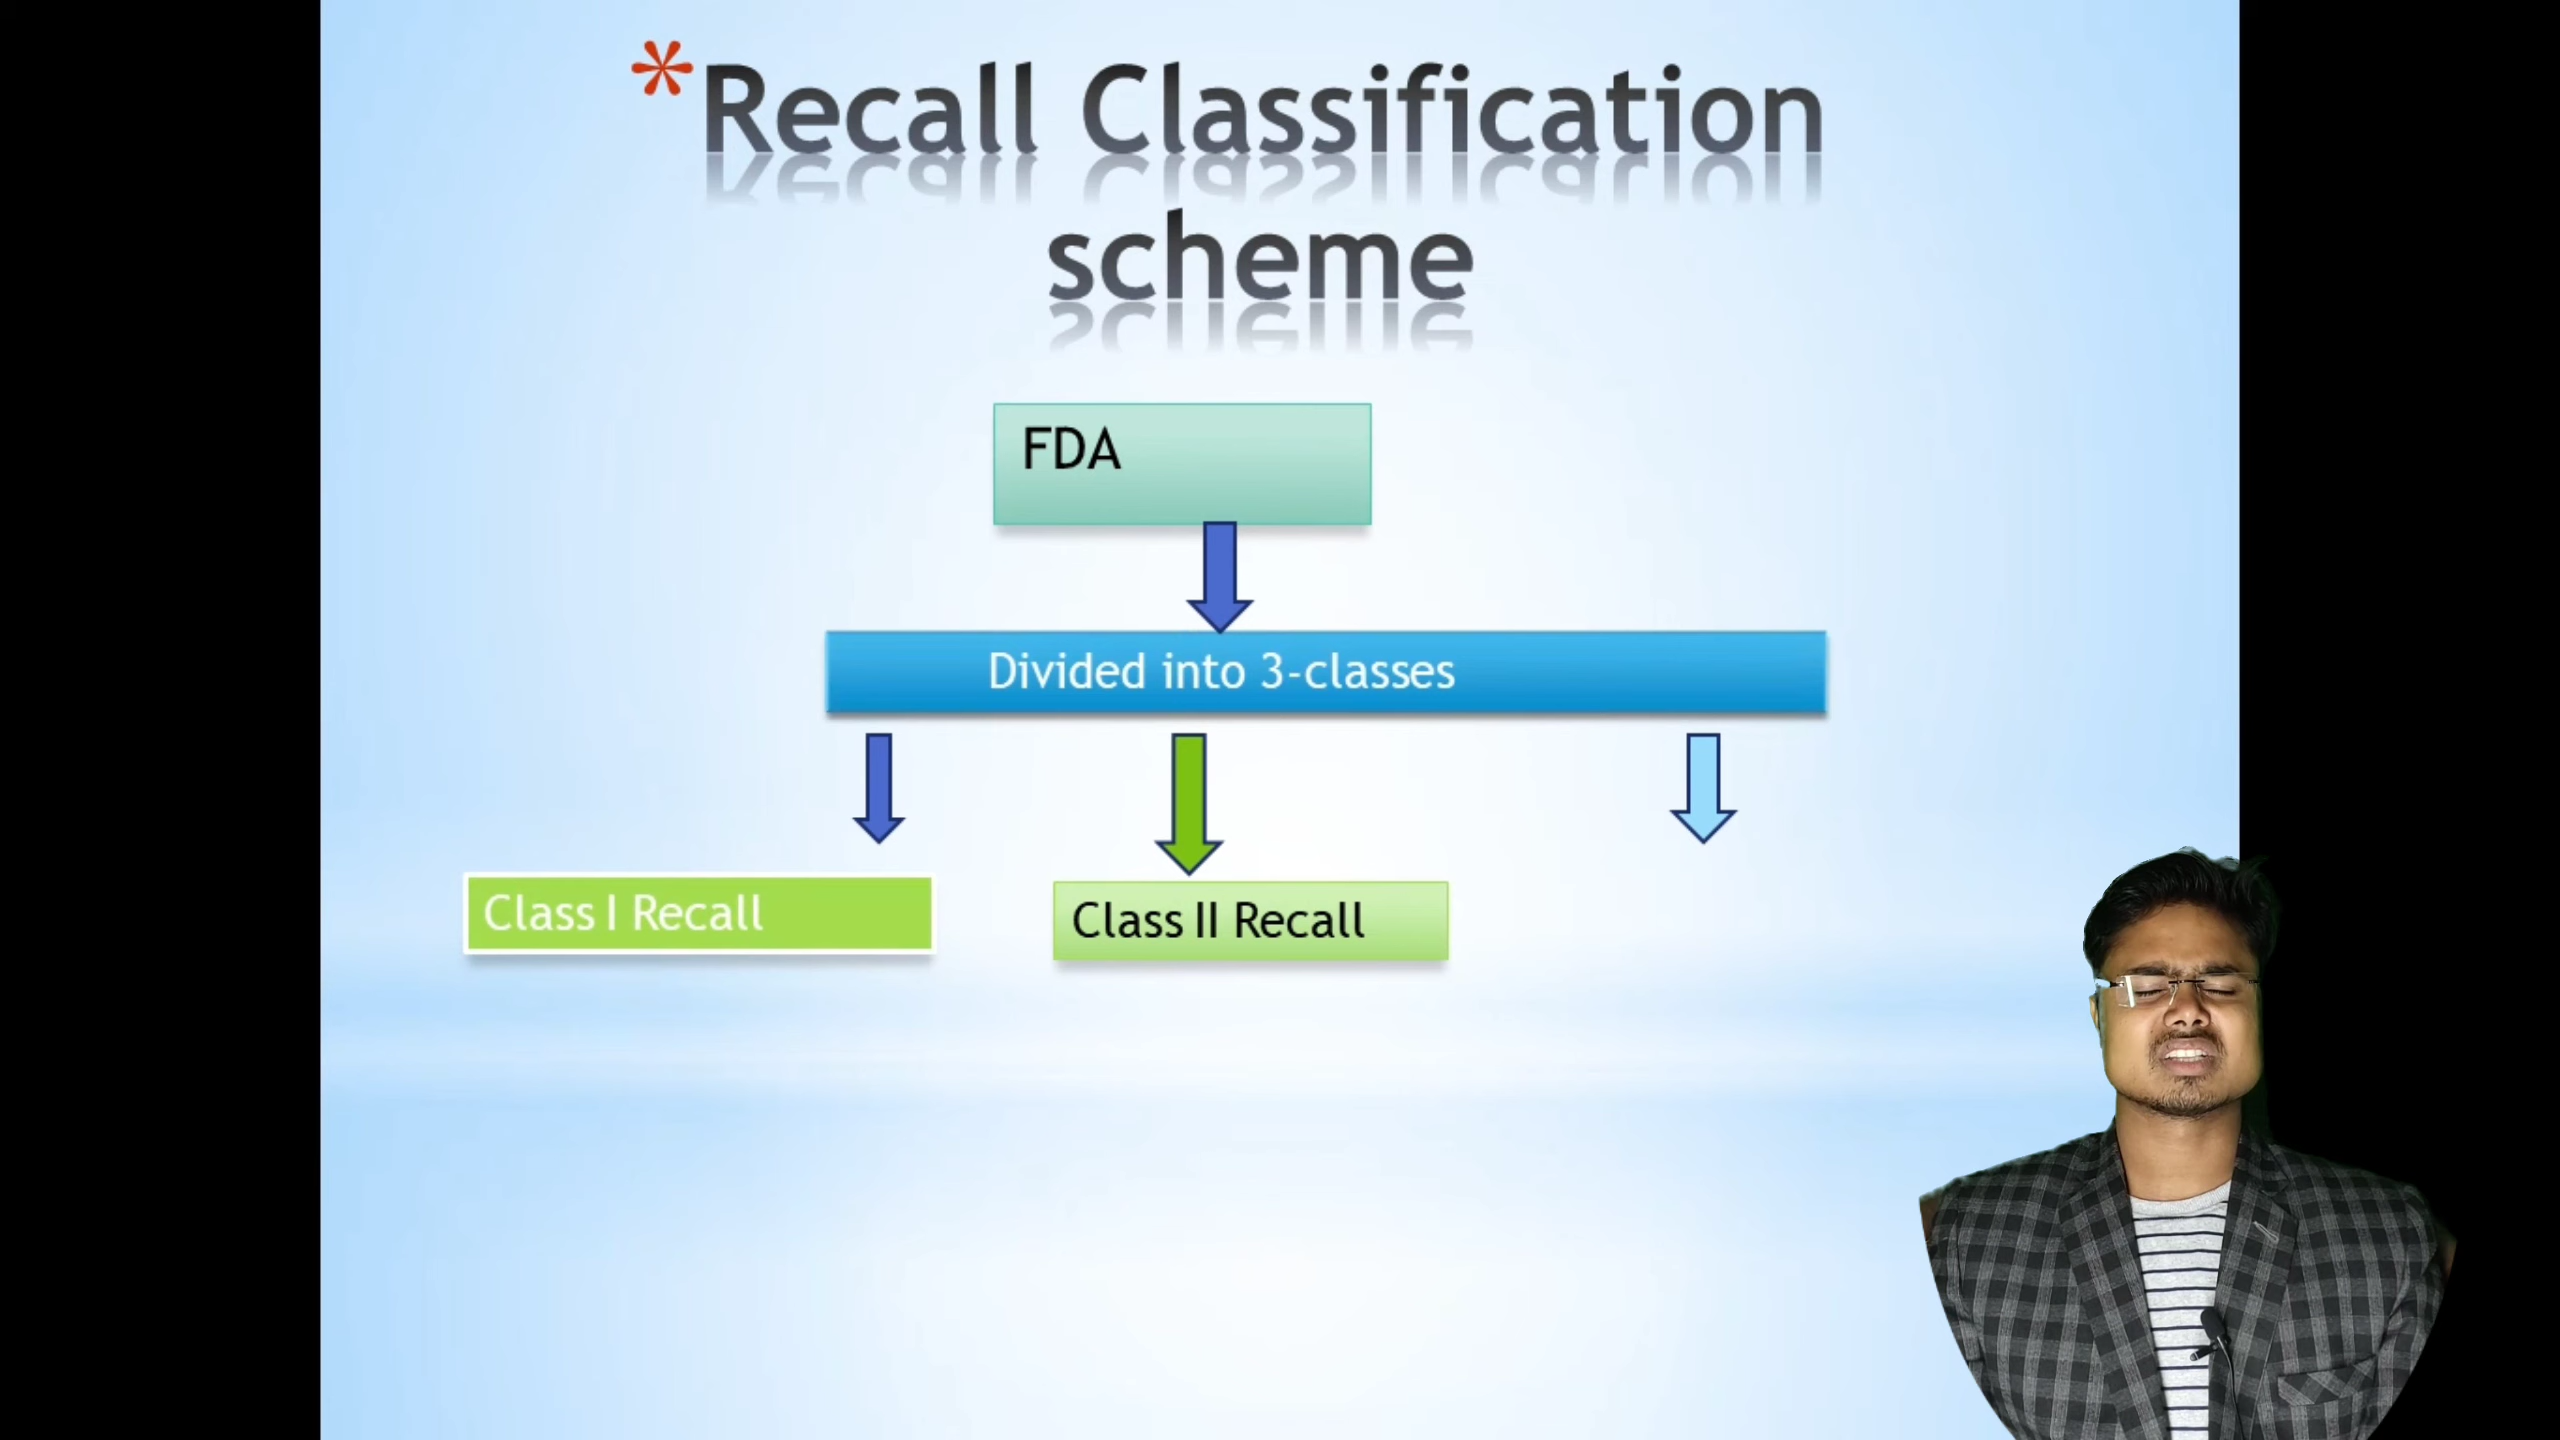 *Recall Classification
scheme
FDA
Divided into 3-classes
Class I Recall
Class II Recall